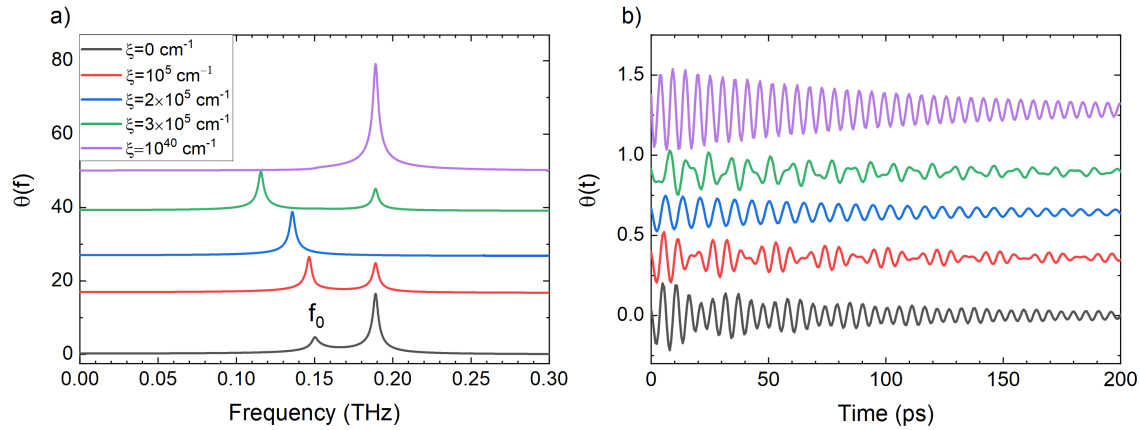 a)
b)
ξ=0 cm⁻¹
ξ=10⁵ cm⁻¹
ξ=2×10⁵ cm⁻¹
ξ=3×10⁵ cm⁻¹
ξ=10⁴⁰ cm⁻¹
80
60
40
20
0
θ(f)
f₀
0.00 0.05 0.10 0.15 0.20 0.25 0.30
Frequency (THz)
1.5
1.0
0.5
0.0
θ(t)
0 50 100 150 200
Time (ps)